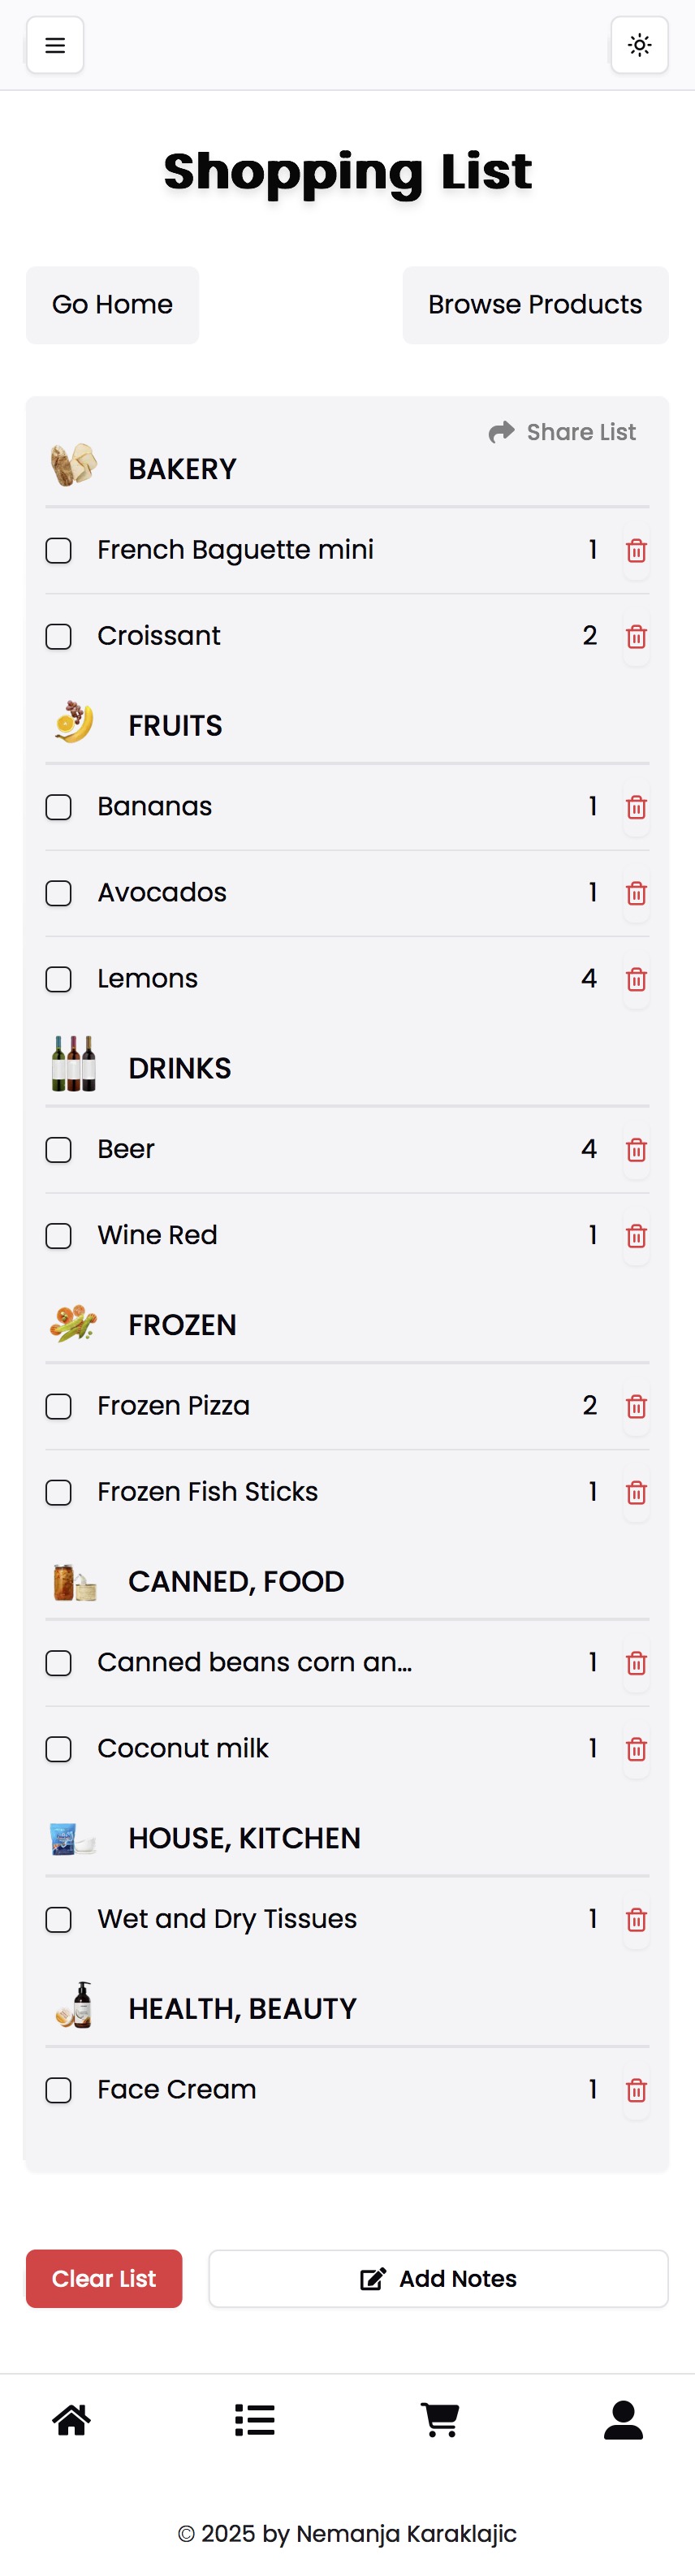 Shopping List
Go Home
Browse Products
Share List
BAKERY
French Baguette mini 1
Croissant 2
FRUITS
Bananas 1
Avocados 1
Lemons 4
DRINKS
Beer 4
Wine Red 1
FROZEN
Frozen Pizza 2
Frozen Fish Sticks 1
CANNED, FOOD
Canned beans corn an... 1
Coconut milk 1
HOUSE, KITCHEN
Wet and Dry Tissues 1
HEALTH, BEAUTY
Face Cream 1
Clear List
Add Notes
© 2025 by Nemanja Karaklajic